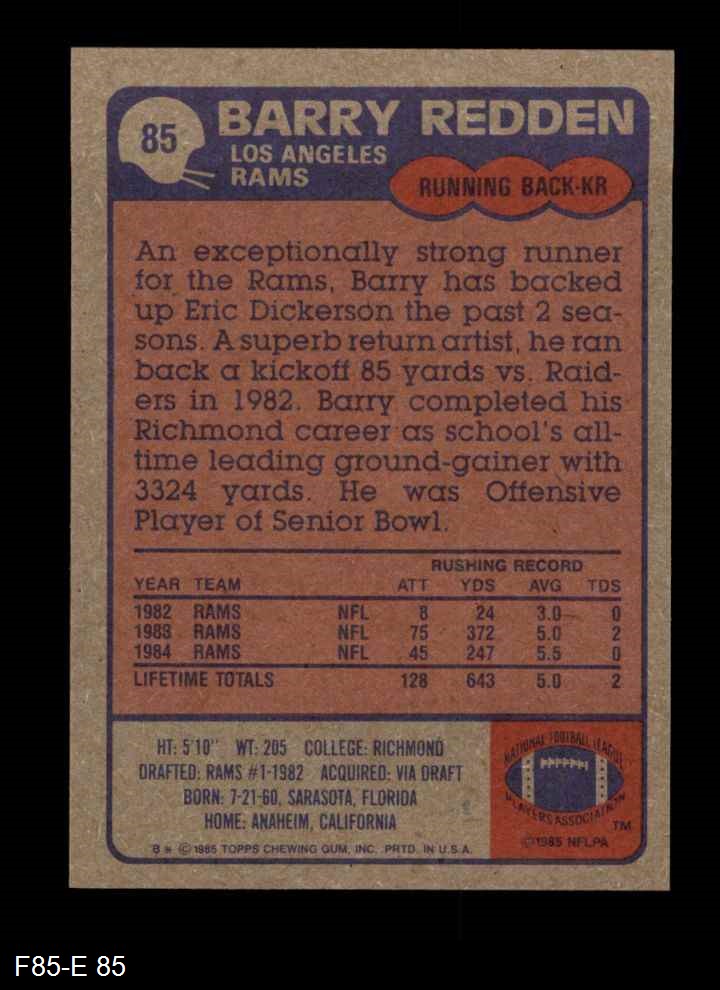 85
BARRY REDDEN
LOS ANGELES
RAMS
RUNNING BACK-KR
An exceptionally strong runner
for the Rams, Barry has backed
up Eric Dickerson the past 2 sea-
sons. A superb return artist, he ran
back a kickoff 85 yards vs. Raid-
ers in 1982. Barry completed his
Richmond career as school's all-
time leading ground-gainer with
3324 yards. He was Offensive
Player of Senior Bowl.
RUSHING RECORD
YEAR TEAM ATT YDS AVG TDS
1982 RAMS NFL 8 24 3.0 0
1983 RAMS NFL 75 372 5.0 2
1984 RAMS NFL 45 247 5.5 0
LIFETIME TOTALS 128 643 5.0 2
HT: 5'10" WT: 205 COLLEGE: RICHMOND
DRAFTED: RAMS #1-1982 ACQUIRED: VIA DRAFT
BORN: 7-21-60, SARASOTA, FLORIDA
HOME: ANAHEIM, CALIFORNIA
B * © 1985 TOPPS CHEWING GUM, INC. PRTD. IN U.S.A.
NATIONAL FOOTBALL LEAGUE
PLAYERS ASSOCIATION
TM
© 1985 NFLPA
F85-E 85